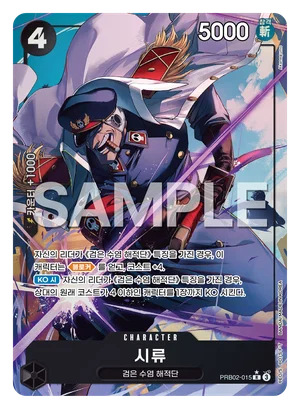 4
5000
참격
斬
카운터 +1000
SAMPLE
자신의 리더가 《검은 수염 해적단》 특징을 가진 경우, 이
캐릭터는 블로커 를 얻고, 코스트 +4.
KO 시 자신의 리더가 《검은 수염 해적단》 특징을 가진 경우,
상대의 원래 코스트가 4 이하인 캐릭터를 1장까지 KO 시킨다.
CHARACTER
시류
검은 수염 해적단
PRB02-015 R 3